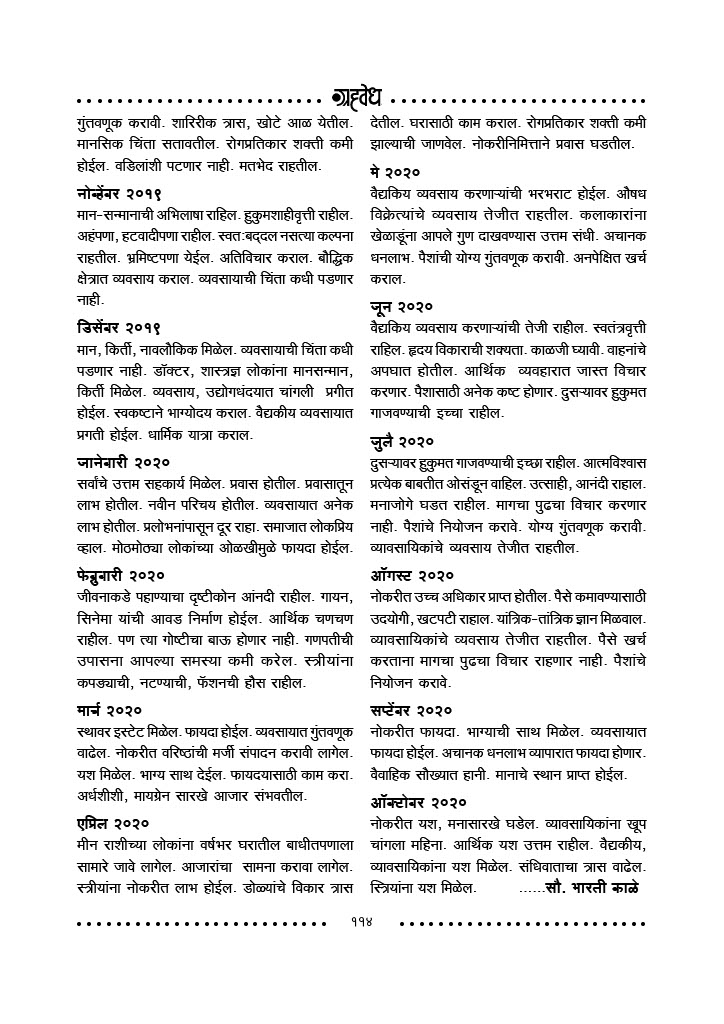 ग्रहवेध
गुंतवणूक करावी. शारिरीक त्रास, खोटे आळ येतील.
मानसिक चिंता सतावतील. रोगप्रतिकार शक्ती कमी
होईल. वडिलांशी पटणार नाही. मतभेद राहतील.
नोव्हेंबर २०१९
मान-सन्मानाची अभिलाषा राहिल. हुकुमशाहीवृत्ती राहील.
अहंपणा, हटवादीपणा राहील. स्वत:बद्दल नसत्या कल्पना
राहतील. भ्रमिष्टपणा येईल. अतिविचार कराल. बौद्धिक
क्षेत्रात व्यवसाय कराल. व्यवसायाची चिंता कधी पडणार
नाही.
डिसेंबर २०१९
मान, किर्ती, नावलौकिक मिळेल. व्यवसायाची चिंता कधी
पडणार नाही. डॉक्टर, शास्त्रज्ञ लोकांना मानसन्मान,
किर्ती मिळेल. व्यवसाय, उद्योगधंदयात चांगली प्रगीत
होईल. स्वकष्टाने भाग्योदय कराल. वैद्यकीय व्यवसायात
प्रगती होईल. धार्मिक यात्रा कराल.
जानेबारी २०२०
सर्वांचे उत्तम सहकार्य मिळेल. प्रवास होतील. प्रवासातून
लाभ होतील. नवीन परिचय होतील. व्यवसायात अनेक
लाभ होतील. प्रलोभनांपासून दूर राहा. समाजात लोकप्रिय
व्हाल. मोठमोठ्या लोकांच्या ओळखीमुळे फायदा होईल.
फेब्रुबारी २०२०
जीवनाकडे पहाण्याचा दृष्टीकोन आंनदी राहील. गायन,
सिनेमा यांची आवड निर्माण होईल. आर्थिक चणचण
राहील. पण त्या गोष्टीचा बाऊ होणार नाही. गणपतीची
उपासना आपल्या समस्या कमी करेल. स्त्रीयांना
कपड्याची, नटण्याची, फॅशनची हौस राहील.
मार्च २०२०
स्थावर इस्टेट मिळेल. फायदा होईल. व्यवसायात गुंतवणूक
वाढेल. नोकरीत वरिष्ठांची मर्जी संपादन करावी लागेल.
यश मिळेल. भाग्य साथ देईल. फायदयासाठी काम करा.
अर्धशीशी, मायग्रेन सारखे आजार संभवतील.
एप्रिल २०२०
मीन राशीच्या लोकांना वर्षभर घरातील बाधीतपणाला
सामारे जावे लागेल. आजारांचा सामना करावा लागेल.
स्त्रीयांना नोकरीत लाभ होईल. डोळ्यांचे विकार त्रास
देतील. घरासाठी काम कराल. रोगप्रतिकार शक्ती कमी
झाल्याची जाणवेल. नोकरीनिमित्ताने प्रवास घडतील.
मे २०२०
वैद्यकिय व्यवसाय करणाऱ्यांची भरभराट होईल. औषध
विक्रेत्यांचे व्यवसाय तेजीत राहतील. कलाकारांना
खेळाडूंना आपले गुण दाखवण्यास उत्तम संधी. अचानक
धनलाभ. पैशांची योग्य गुंतवणूक करावी. अनपेक्षित खर्च
कराल.
जून २०२०
वैद्यकिय व्यवसाय करणाऱ्यांची तेजी राहील. स्वतंत्रवृत्ती
राहिल. हृदय विकाराची शक्यता. काळजी घ्यावी. वाहनांचे
अपघात होतील. आर्थिक व्यवहारात जास्त विचार
करणार. पैशासाठी अनेक कष्ट होणार. दुसऱ्यावर हुकुमत
गाजवण्याची इच्चा राहील.
जुलै २०२०
दुसऱ्यावर हुकुमत गाजवण्याची इच्छा राहील. आत्मविश्वास
प्रत्येक बाबतीत ओसंडून वाहिल. उत्साही, आनंदी राहाल.
मनाजोगे घडत राहील. मागचा पुढचा विचार करणार
नाही. पैशांचे नियोजन करावे. योग्य गुंतवणूक करावी.
व्यावसायिकांचे व्यवसाय तेजीत राहतील.
ऑगस्ट २०२०
नोकरीत उच्च अधिकार प्राप्त होतील. पैसे कमावण्यासाठी
उदयोगी, खटपटी राहाल. यांत्रिक-तांत्रिक ज्ञान मिळवाल.
व्यावसायिकांचे व्यवसाय तेजीत राहतील. पैसे खर्च
करताना मागचा पुढचा विचार राहणार नाही. पैशांचे
नियोजन करावे.
सप्टेंबर २०२०
नोकरीत फायदा. भाग्याची साथ मिळेल. व्यवसायात
फायदा होईल. अचानक धनलाभ व्यापारात फायदा होणार.
वैवाहिक सौख्यात हानी. मानाचे स्थान प्राप्त होईल.
ऑक्टोबर २०२०
नोकरीत यश, मनासारखे घडेल. व्यावसायिकांना खूप
चांगला महिना. आर्थिक यश उत्तम राहील. वैद्यकीय,
व्यावसायिकांना यश मिळेल. संधिवाताचा त्रास वाढेल.
स्त्रियांना यश मिळेल. ......सौ. भारती काळे
११४